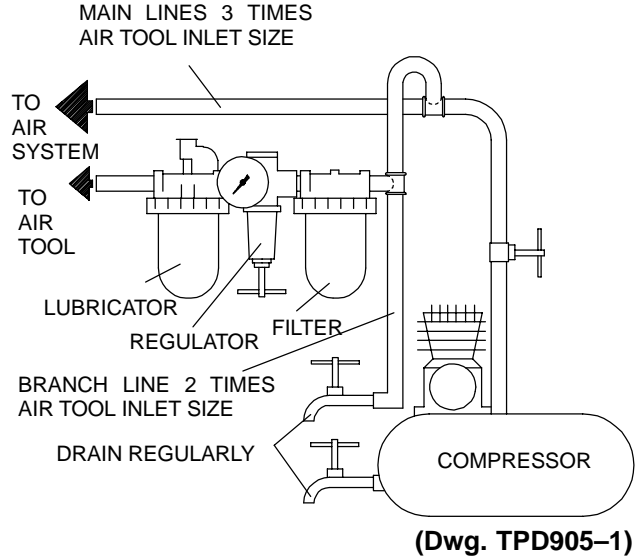 MAIN LINES 3 TIMES
AIR TOOL INLET SIZE
TO
AIR
SYSTEM
TO
AIR
TOOL
LUBRICATOR
REGULATOR
FILTER
BRANCH LINE 2 TIMES
AIR TOOL INLET SIZE
DRAIN REGULARLY
COMPRESSOR
(Dwg. TPD905–1)